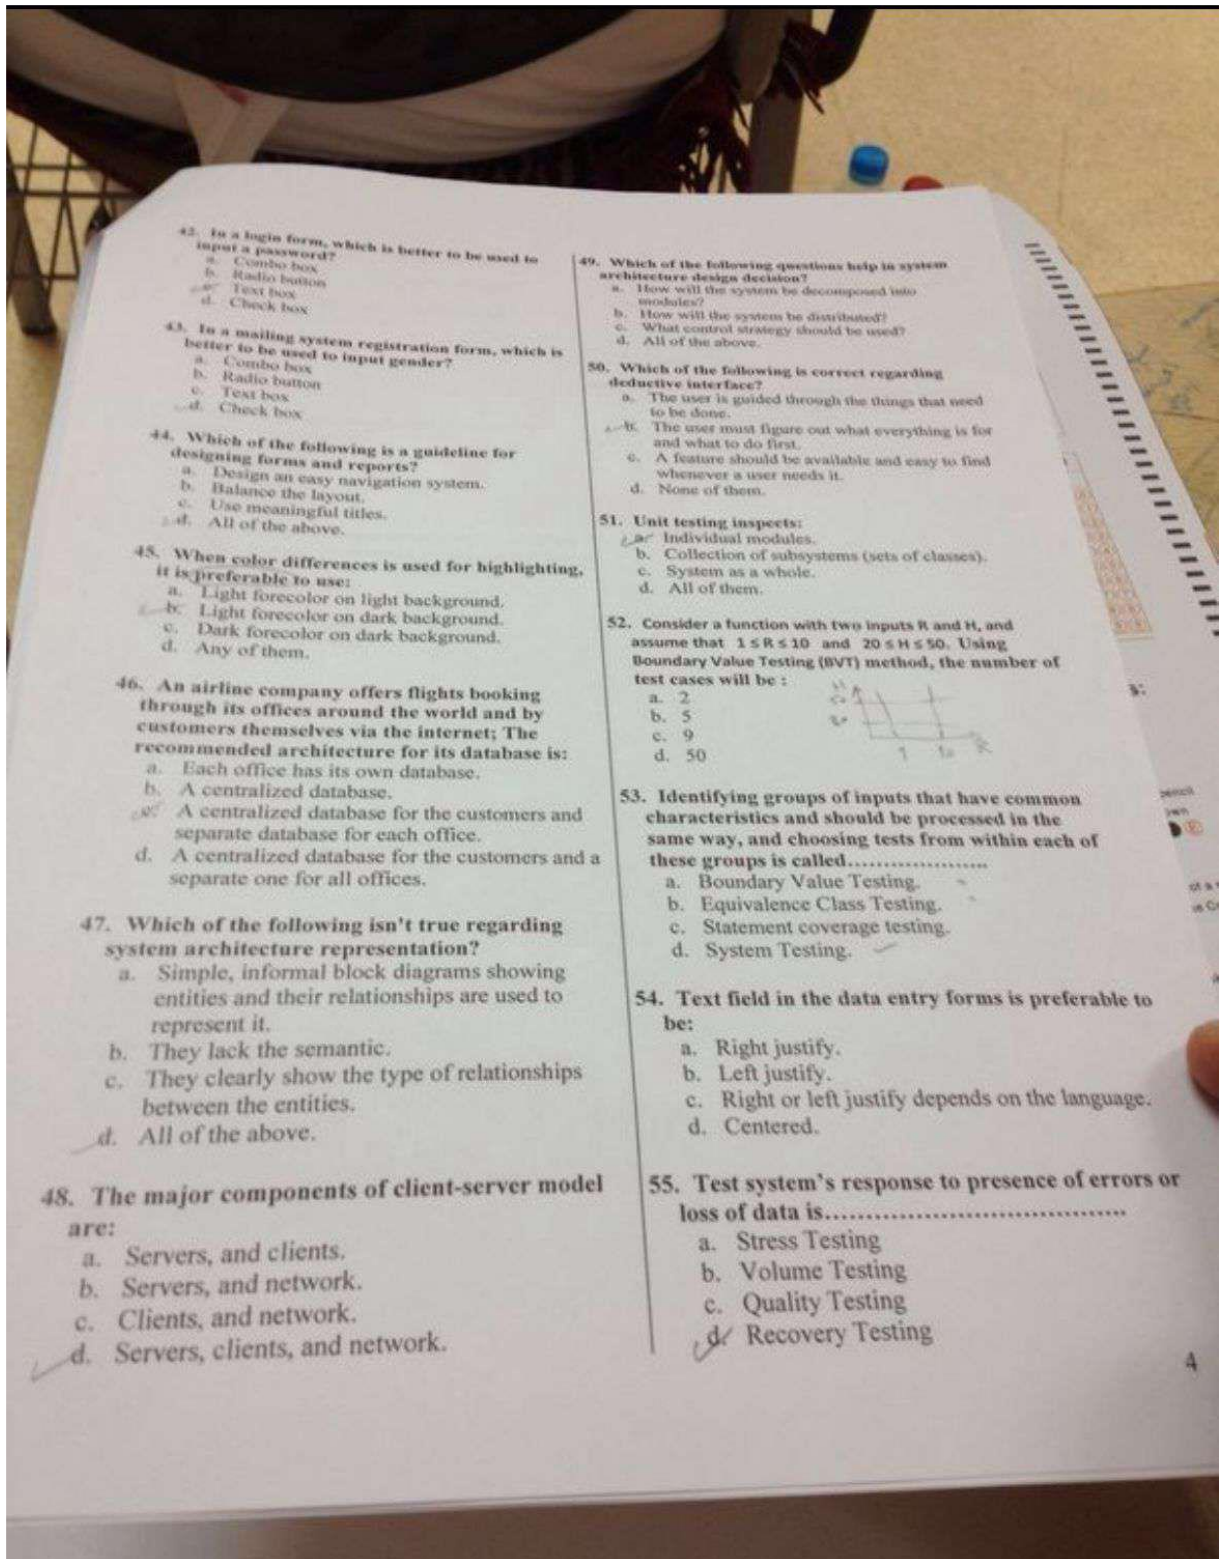 42. In a login form, which is better to be used to
input a password?
a. Combo box
b. Radio button
c. Text box
d. Check box
43. In a mailing system registration form, which is
better to be used to input gender?
a. Combo box
b. Radio button
c. Text box
d. Check box
44. Which of the following is a guideline for
designing forms and reports?
a. Design an easy navigation system.
b. Balance the layout.
c. Use meaningful titles.
d. All of the above.
45. When color differences is used for highlighting,
it is preferable to use:
a. Light forecolor on light background.
b. Light forecolor on dark background.
c. Dark forecolor on dark background.
d. Any of them.
46. An airline company offers flights booking
through its offices around the world and by
customers themselves via the internet; The
recommended architecture for its database is:
a. Each office has its own database.
b. A centralized database.
c. A centralized database for the customers and
separate database for each office.
d. A centralized database for the customers and a
separate one for all offices.
47. Which of the following isn't true regarding
system architecture representation?
a. Simple, informal block diagrams showing
entities and their relationships are used to
represent it.
b. They lack the semantic.
c. They clearly show the type of relationships
between the entities.
d. All of the above.
48. The major components of client-server model
are:
a. Servers, and clients.
b. Servers, and network.
c. Clients, and network.
d. Servers, clients, and network.
49. Which of the following questions help in system
architecture design decision?
a. How will the system be decomposed into
modules?
b. How will the system be distributed?
c. What control strategy should be used?
d. All of the above.
50. Which of the following is correct regarding
deductive interface?
a. The user is guided through the things that need
to be done.
b. The user must figure out what everything is for
and what to do first.
c. A feature should be available and easy to find
whenever a user needs it.
d. None of them.
51. Unit testing inspects:
a. Individual modules.
b. Collection of subsystems (sets of classes).
c. System as a whole.
d. All of them.
52. Consider a function with two inputs R and H, and
assume that 1 ≤ R ≤ 10 and 20 ≤ H ≤ 50. Using
Boundary Value Testing (BVT) method, the number of
test cases will be :
a. 2
b. 5
c. 9
d. 50
53. Identifying groups of inputs that have common
characteristics and should be processed in the
same way, and choosing tests from within each of
these groups is called....................
a. Boundary Value Testing.
b. Equivalence Class Testing.
c. Statement coverage testing.
d. System Testing.
54. Text field in the data entry forms is preferable to
be:
a. Right justify.
b. Left justify.
c. Right or left justify depends on the language.
d. Centered.
55. Test system's response to presence of errors or
loss of data is.....................................
a. Stress Testing
b. Volume Testing
c. Quality Testing
d. Recovery Testing
4